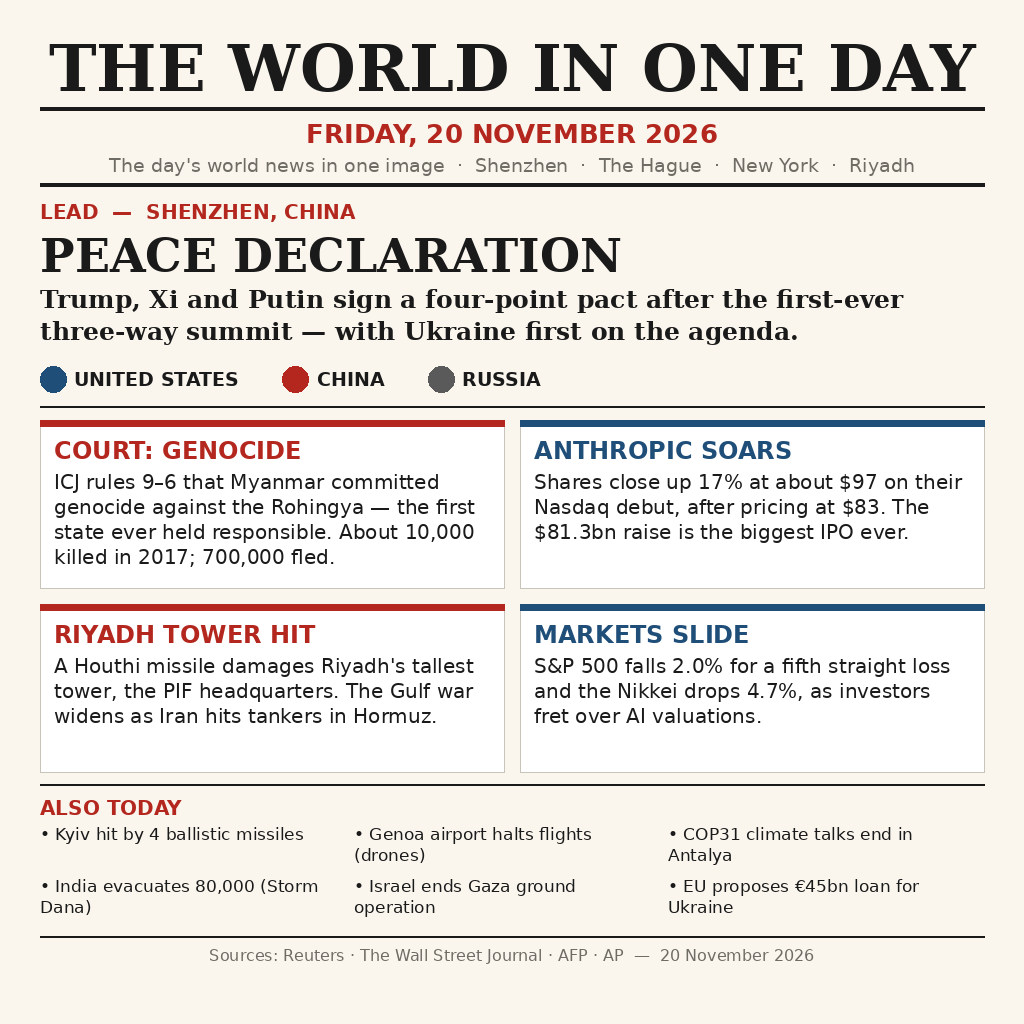 THE WORLD IN ONE DAY
FRIDAY, 20 NOVEMBER 2026
The day's world news in one image · Shenzhen · The Hague · New York · Riyadh
LEAD — SHENZHEN, CHINA
PEACE DECLARATION
Trump, Xi and Putin sign a four-point pact after the first-ever
three-way summit — with Ukraine first on the agenda.
UNITED STATES
CHINA
RUSSIA
COURT: GENOCIDE
ICJ rules 9–6 that Myanmar committed
genocide against the Rohingya — the first
state ever held responsible. About 10,000
killed in 2017; 700,000 fled.
ANTHROPIC SOARS
Shares close up 17% at about $97 on their
Nasdaq debut, after pricing at $83. The
$81.3bn raise is the biggest IPO ever.
RIYADH TOWER HIT
A Houthi missile damages Riyadh's tallest
tower, the PIF headquarters. The Gulf war
widens as Iran hits tankers in Hormuz.
MARKETS SLIDE
S&P 500 falls 2.0% for a fifth straight loss
and the Nikkei drops 4.7%, as investors
fret over AI valuations.
ALSO TODAY
• Kyiv hit by 4 ballistic missiles
• Genoa airport halts flights
(drones)
• COP31 climate talks end in
Antalya
• India evacuates 80,000 (Storm
Dana)
• Israel ends Gaza ground
operation
• EU proposes €45bn loan for
Ukraine
Sources: Reuters · The Wall Street Journal · AFP · AP — 20 November 2026